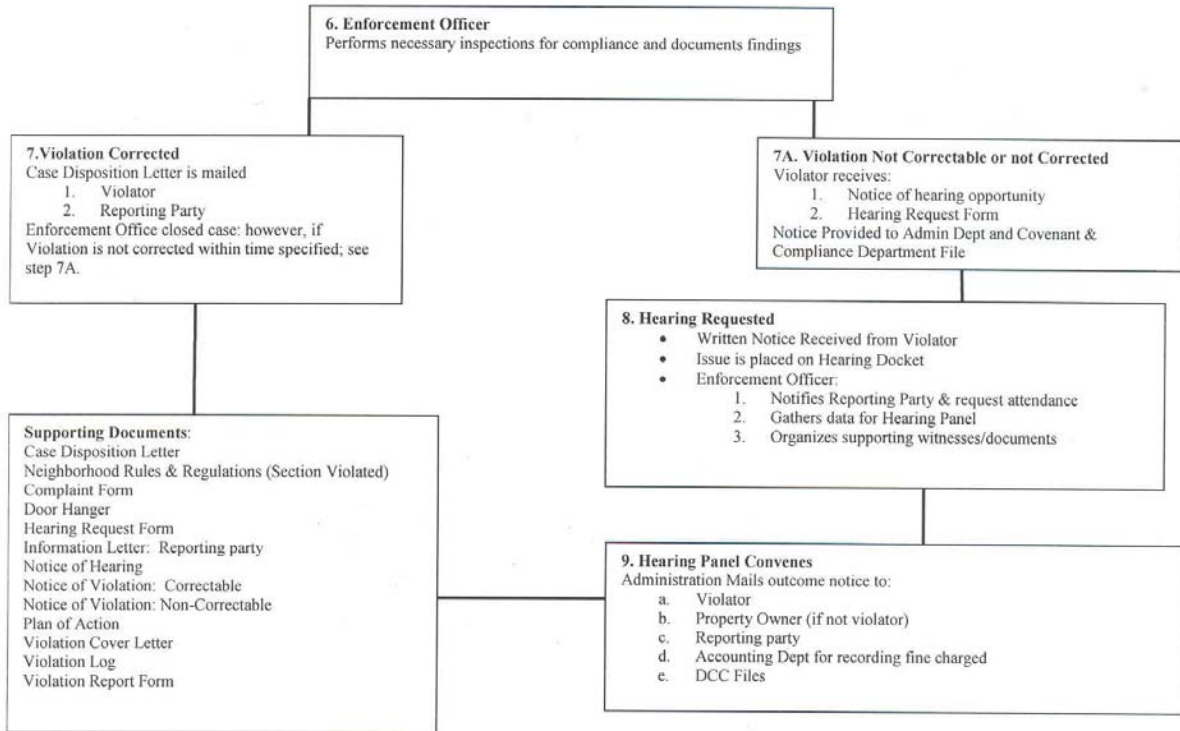 6. Enforcement Officer
Performs necessary inspections for compliance and documents findings
7.Violation Corrected
Case Disposition Letter is mailed
1. Violator
2. Reporting Party
Enforcement Office closed case: however, if
Violation is not corrected within time specified; see
step 7A.
7A. Violation Not Correctable or not Corrected
Violator receives:
1. Notice of hearing opportunity
2. Hearing Request Form
Notice Provided to Admin Dept and Covenant &
Compliance Department File
8. Hearing Requested
• Written Notice Received from Violator
• Issue is placed on Hearing Docket
• Enforcement Officer:
1. Notifies Reporting Party & request attendance
2. Gathers data for Hearing Panel
3. Organizes supporting witnesses/documents
Supporting Documents:
Case Disposition Letter
Neighborhood Rules & Regulations (Section Violated)
Complaint Form
Door Hanger
Hearing Request Form
Information Letter: Reporting party
Notice of Hearing
Notice of Violation: Correctable
Notice of Violation: Non-Correctable
Plan of Action
Violation Cover Letter
Violation Log
Violation Report Form
9. Hearing Panel Convenes
Administration Mails outcome notice to:
a. Violator
b. Property Owner (if not violator)
c. Reporting party
d. Accounting Dept for recording fine charged
e. DCC Files